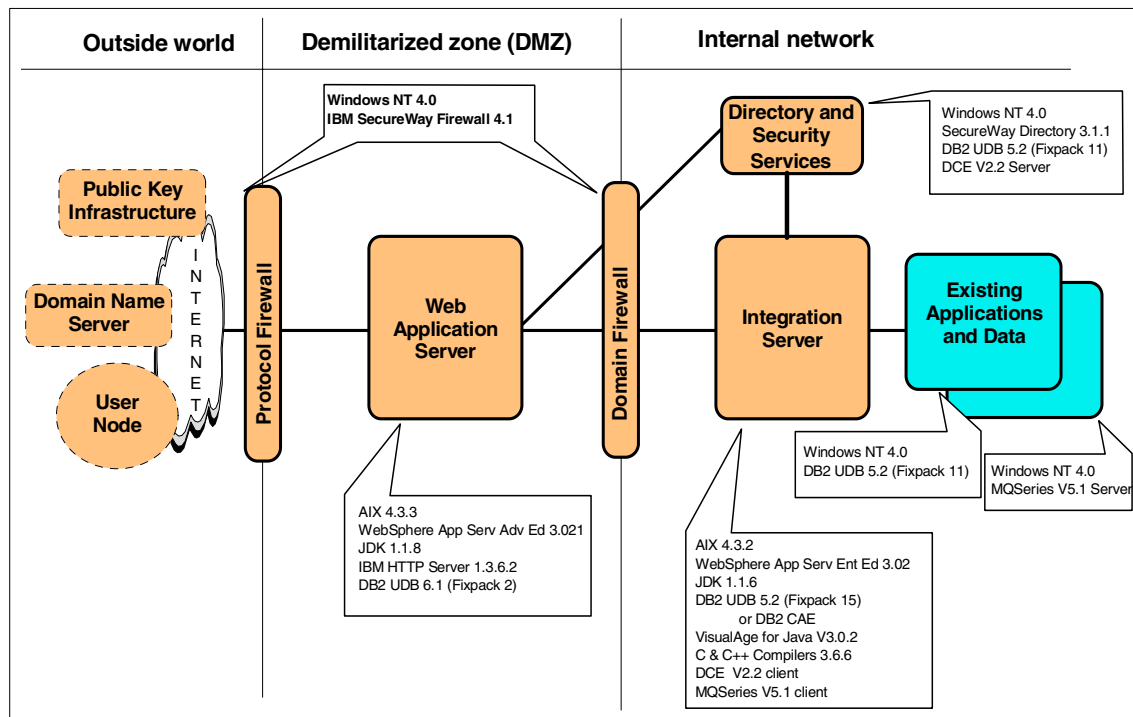 Outside world
Demilitarized zone (DMZ)
Internal network
Windows NT 4.0
IBM SecureWay Firewall 4.1
Directory and
Security
Services
Windows NT 4.0
SecureWay Directory 3.1.1
DB2 UDB 5.2 (Fixpack 11)
DCE V2.2 Server
Public Key
Infrastructure
Domain Name
Server
User
Node
INTERNET
Protocol Firewall
Web
Application
Server
Domain Firewall
Integration
Server
Existing
Applications
and Data
Windows NT 4.0
DB2 UDB 5.2 (Fixpack 11)
Windows NT 4.0
MQSeries V5.1 Server
AIX 4.3.3
WebSphere App Serv Adv Ed 3.021
JDK 1.1.8
IBM HTTP Server 1.3.6.2
DB2 UDB 6.1 (Fixpack 2)
AIX 4.3.2
WebSphere App Serv Ent Ed 3.02
JDK 1.1.6
DB2 UDB 5.2 (Fixpack 15)
or DB2 CAE
VisualAge for Java V3.0.2
C & C++ Compilers 3.6.6
DCE V2.2 client
MQSeries V5.1 client